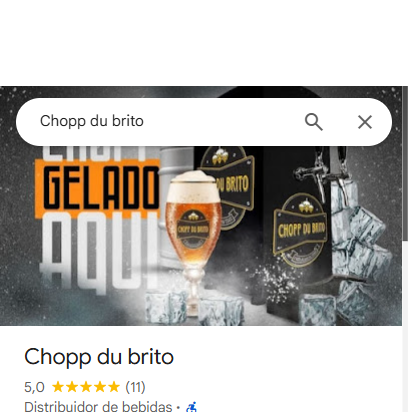 Chopp du brito
CHOPP
GELADO
AQUI
DU BRITO
CHOPP DU BRITO
CHOPP DU BRITO
Chopp du brito
5,0 (11)
Distribuidor de bebidas ·